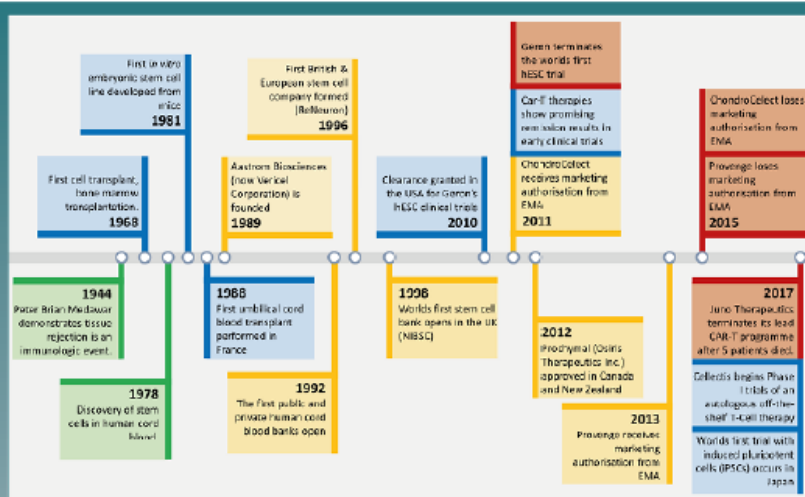 First in vitro
embryonic stem cell
line developed from
mice
1981
First British &
European stem cell
company formed
(ReNeuron)
1996
Geron terminates
the worlds first
hESC trial
Car-T therapies
show promising
remission results in
early clinical trials
ChondroCelect
receives marketing
authorisation from
EMA
2011
ChondroCelect loses
marketing
authorisation from
EMA
Provenge loses
marketing
authorisation from
EMA
2015
First cell transplant,
bone marrow
transplantation.
1968
Aastrom Biosciences
(now Vericel
Corporation) is
founded
1989
Clearance granted in
the USA for Geron's
hESC clinical trials
2010
1944
Peter Brian Medawar
demonstrates tissue
rejection is an
immunologic event.
1978
Discovery of stem
cells in human cord
blood.
1988
First umbilical cord
blood transplant
performed in
France
1992
The first public and
private human cord
blood banks open
1998
Worlds first stem cell
bank opens in the UK
(NIBSC)
2012
Prochymal (Osiris
Therapeutics Inc.)
approved in Canada
and New Zealand
2013
Provenge receives
marketing
authorisation from
EMA
2017
Juno Therapeutics
terminates its lead
CAR-T programme
after 5 patients died.
Cellectis begins Phase
I trials of an
autologous off-the-
shelf T-Cell therapy
Worlds first trial with
induced pluripotent
cells (iPSCs) occurs in
Japan